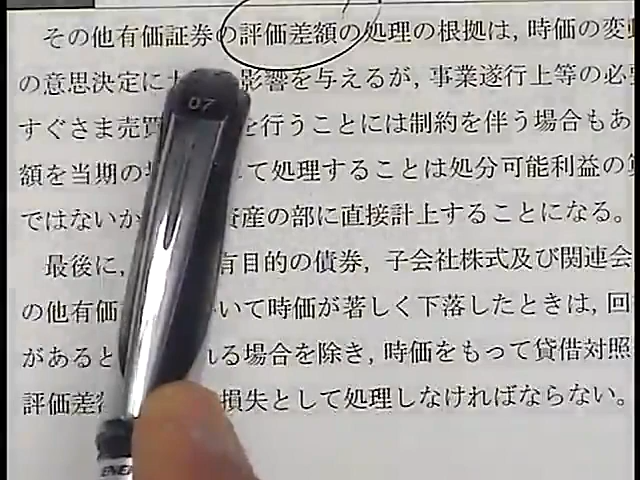 その他有価証券の評価差額の処理の根拠は，時価の変
の意思決定に 影響を与えるが，事業遂行上等の必
すぐさま売買 を行うことには制約を伴う場合もあ
額を当期の て処理することは処分可能利益の
ではないか 資産の部に直接計上することになる。
最後に， 有目的の債券，子会社株式及び関連会
の他有価 いて時価が著しく下落したときは，回
があると れる場合を除き，時価をもって貸借対照
評価差 損失として処理しなければならない。
07
ENER